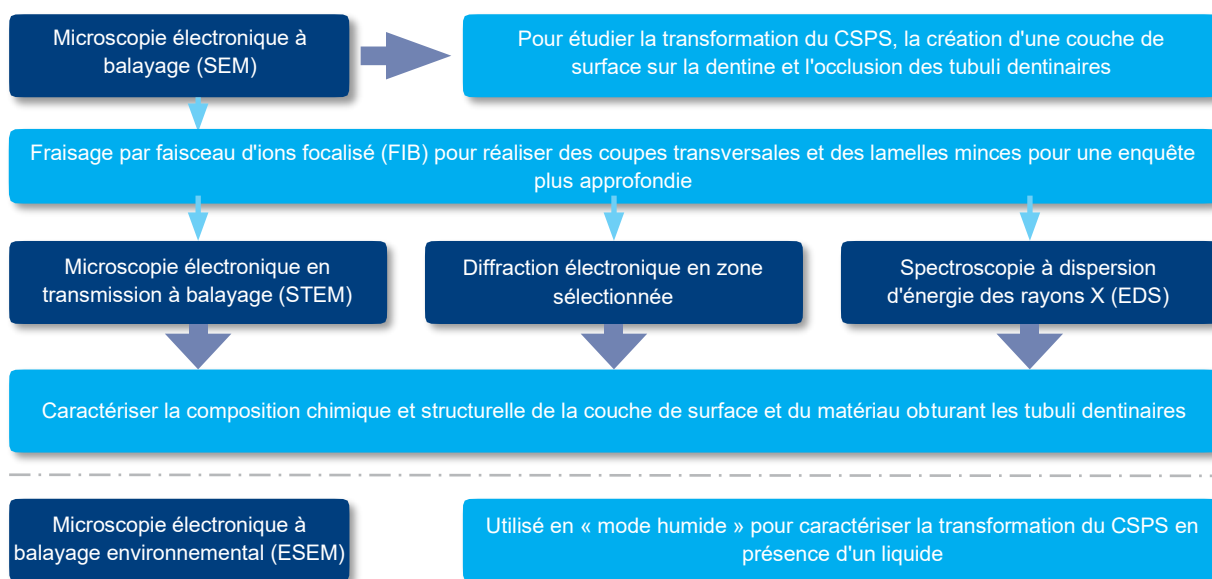 Microscopie électronique à
balayage (SEM)
Pour étudier la transformation du CSPS, la création d'une couche de
surface sur la dentine et l'occlusion des tubuli dentinaires
Fraisage par faisceau d'ions focalisé (FIB) pour réaliser des coupes transversales et des lamelles minces pour une enquête
plus approfondie
Microscopie électronique en
transmission à balayage (STEM)
Diffraction électronique en zone
sélectionnée
Spectroscopie à dispersion
d'énergie des rayons X (EDS)
Caractériser la composition chimique et structurelle de la couche de surface et du matériau obturant les tubuli dentinaires
Microscopie électronique à
balayage environnemental (ESEM)
Utilisé en « mode humide » pour caractériser la transformation du CSPS en
présence d'un liquide